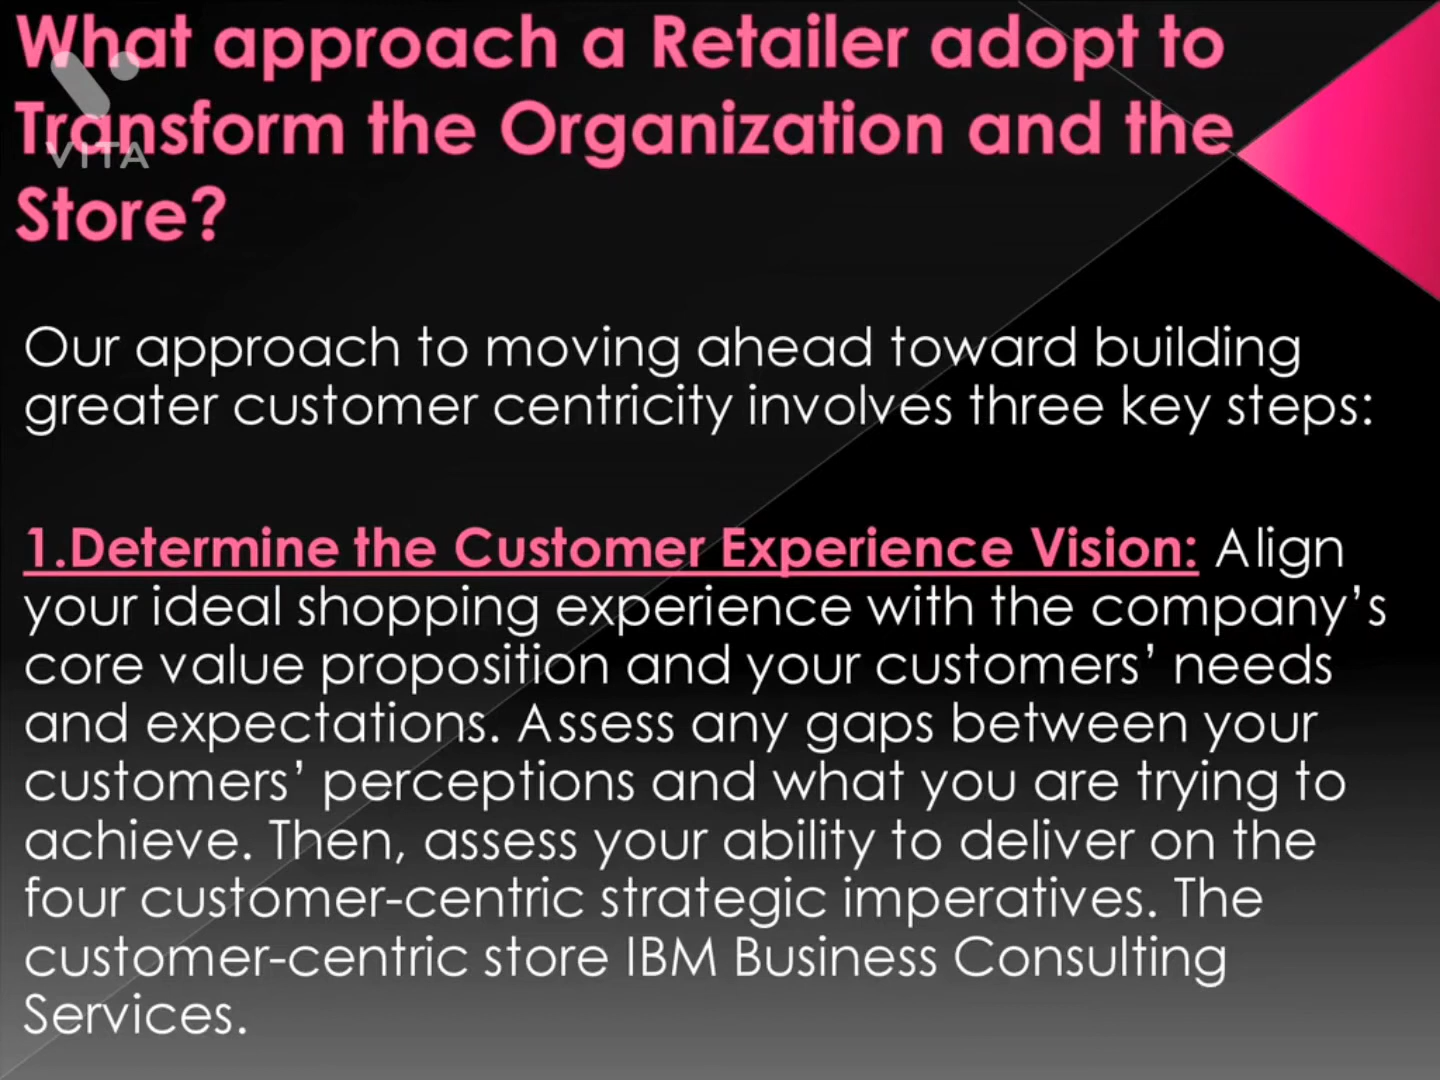 What approach a Retailer adopt to
Transform the Organization and the
Store?
VITA
Our approach to moving ahead toward building
greater customer centricity involves three key steps:
1.Determine the Customer Experience Vision: Align
your ideal shopping experience with the company’s
core value proposition and your customers’ needs
and expectations. Assess any gaps between your
customers’ perceptions and what you are trying to
achieve. Then, assess your ability to deliver on the
four customer-centric strategic imperatives. The
customer-centric store IBM Business Consulting
Services.